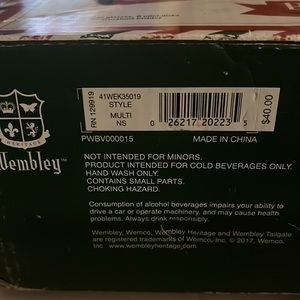 RN 129919
41WEK35019
STYLE
MULTI
NS
0 26217 20223 5
$40.00
HERITAGE
Wembley™
PWBV000015 MADE IN CHINA
NOT INTENDED FOR MINORS.
PRODUCT INTENDED FOR COLD BEVERAGES ONLY.
HAND WASH ONLY.
CONTAINS SMALL PARTS.
CHOKING HAZARD.
Consumption of alcohol beverages impairs your ability to
drive a car or operate machinery, and may cause health
problems. Always drink responsibly.
Wembley, Wemco, Wembley Heritage and Wembley Tailgate
are registered trademarks of Wemco, Inc. © 2017, Wemco, Inc.
www.wembleyheritage.com